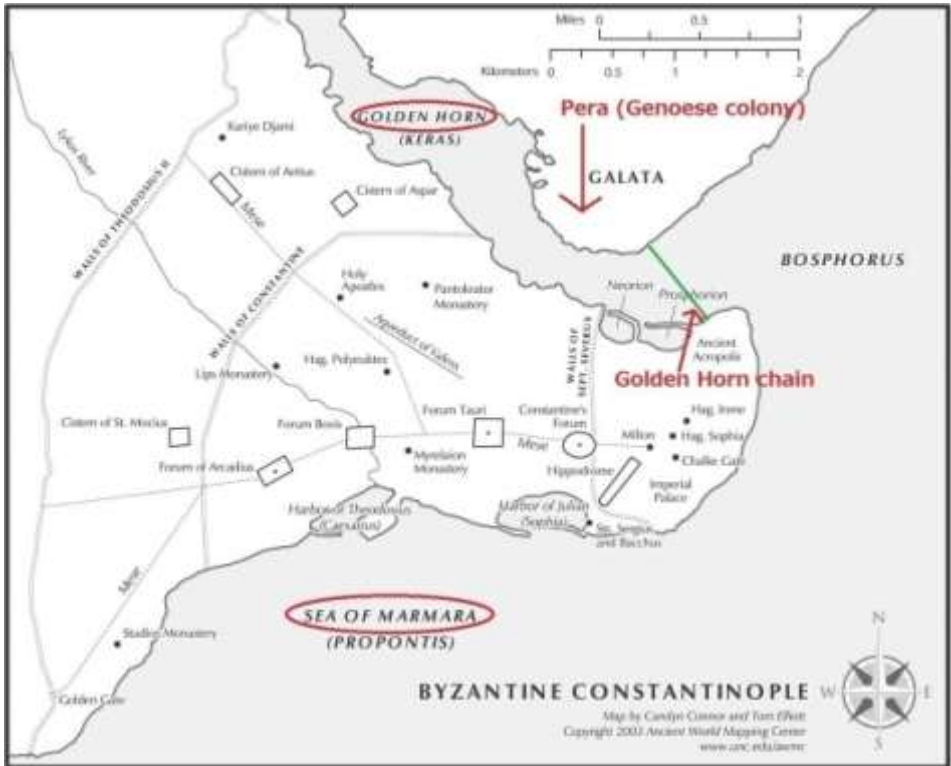 Miles 0 0.5 1
Kilometers 0 0.5 1 2
Pera (Genoese colony)
GOLDEN HORN
(KERAS)
GALATA
BOSPHORUS
Lykos River
Kariye Djami
Cistern of Aetius
Cistern of Aspar
WALLS OF THEODOSIUS II
Mese
WALLS OF CONSTANTINE
Holy
Apostles
Pantokrator
Monastery
Neorion
Prosphorion
Aqueduct of Valens
WALLS OF
SEPT. SEVERUS
Ancient
Acropolis
Golden Horn chain
Lips Monastery
Hag. Polyeuktos
Cistern of St. Mocius
Forum Bovis
Forum Tauri
Constantine's
Forum
Hag. Irene
Milion
Hag. Sophia
Mese
Forum of Arcadius
Myrelaion
Monastery
Hippodrome
Chalke Gate
Imperial
Palace
Harbor of Theodosius
(Caesarius)
Harbor of Julian
(Sophia)
Sts. Sergius
and Bacchus
Mese
SEA OF MARMARA
(PROPONTIS)
Studios Monastery
Golden Gate
N
W E
S
BYZANTINE CONSTANTINOPLE
Map by Carolyn Connor and Tom Elliott
Copyright 2003 Ancient World Mapping Center
www.unc.edu/awmc